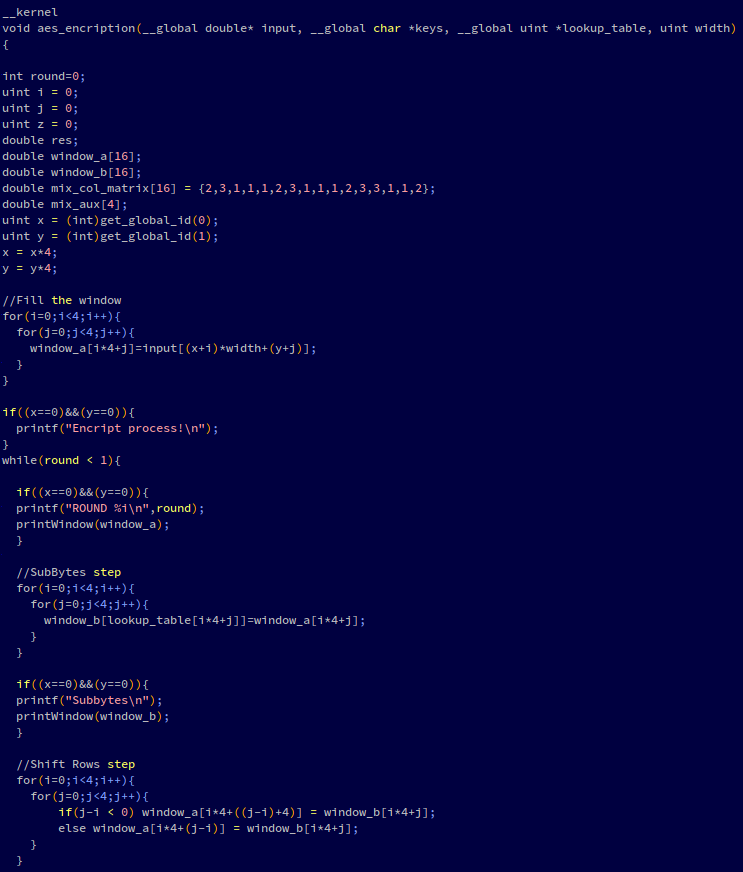 __kernel
void aes_encription(__global double* input, __global char *keys, __global uint *lookup_table, uint width)
{
int round=0;
uint i = 0;
uint j = 0;
uint z = 0;
double res;
double window_a[16];
double window_b[16];
double mix_col_matrix[16] = {2,3,1,1,1,2,3,1,1,1,2,3,3,1,1,2};
double mix_aux[4];
uint x = (int)get_global_id(0);
uint y = (int)get_global_id(1);
x = x*4;
y = y*4;
//Fill the window
for(i=0;i<4;i++){
for(j=0;j<4;j++){
window_a[i*4+j]=input[(x+i)*width+(y+j)];
}
}
if((x==0)&&(y==0)){
printf("Encript process!\n");
}
while(round < 1){
if((x==0)&&(y==0)){
printf("ROUND %i\n",round);
printWindow(window_a);
}
//SubBytes step
for(i=0;i<4;i++){
for(j=0;j<4;j++){
window_b[lookup_table[i*4+j]]=window_a[i*4+j];
}
}
if((x==0)&&(y==0)){
printf("Subbytes\n");
printWindow(window_b);
}
//Shift Rows step
for(i=0;i<4;i++){
for(j=0;j<4;j++){
if(j-i < 0) window_a[i*4+((j-i)+4)] = window_b[i*4+j];
else window_a[i*4+(j-i)] = window_b[i*4+j];
}
}